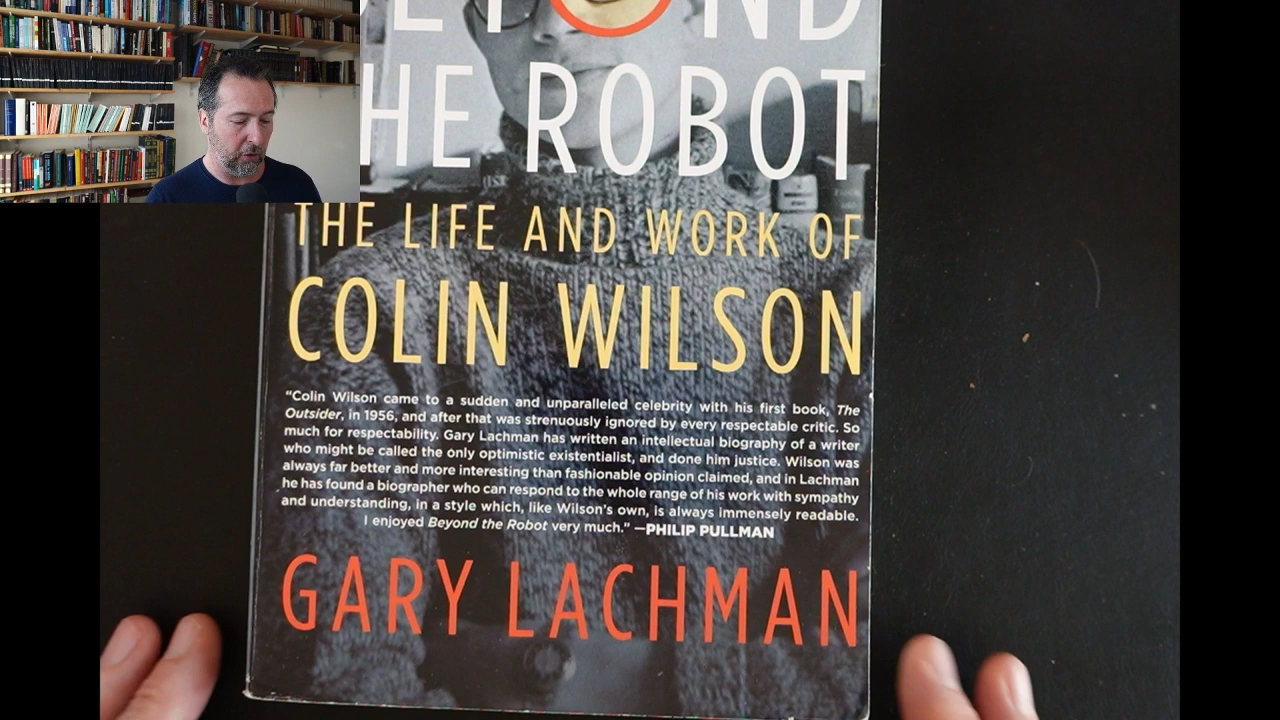 BEYOND
THE ROBOT
THE LIFE AND WORK OF
COLIN WILSON
“Colin Wilson came to a sudden and unparalleled celebrity with his first book, The
Outsider, in 1956, and after that was strenuously ignored by every respectable critic. So
much for respectability. Gary Lachman has written an intellectual biography of a writer
who might be called the only optimistic existentialist, and done him justice. Wilson was
always far better and more interesting than fashionable opinion claimed, and in Lachman
he has found a biographer who can respond to the whole range of his work with sympathy
and understanding, in a style which, like Wilson’s own, is always immensely readable.
I enjoyed Beyond the Robot very much.” —PHILIP PULLMAN
GARY LACHMAN